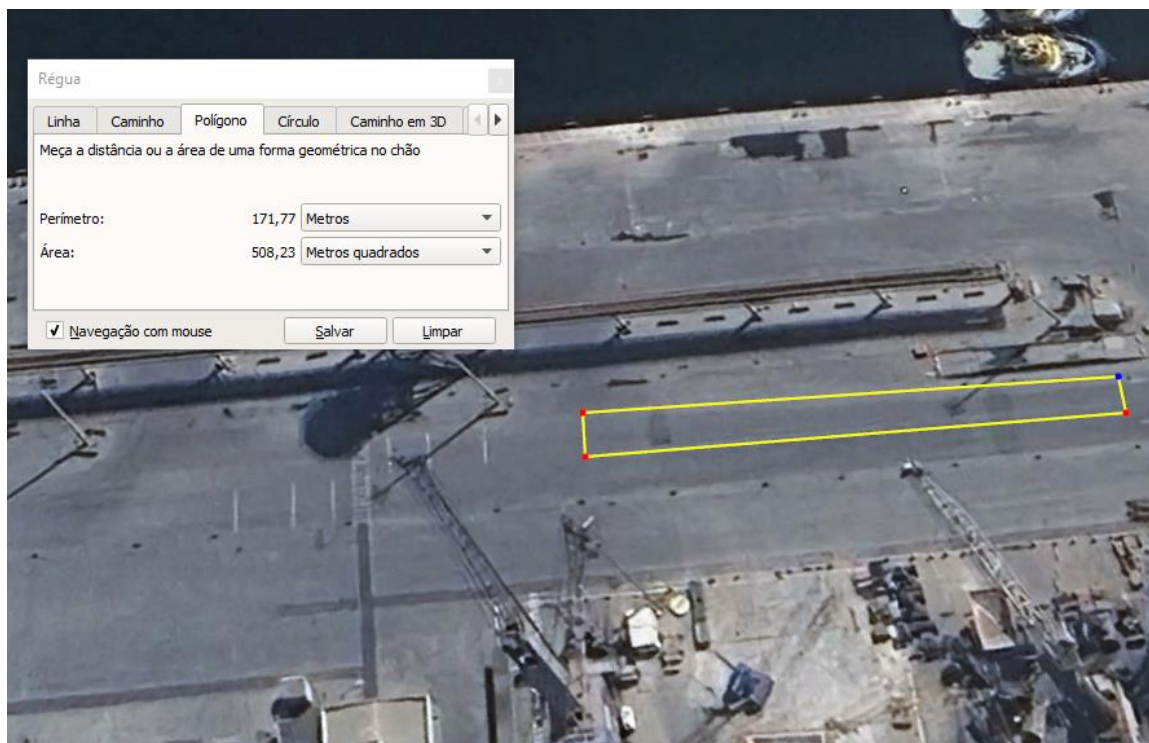 Régua
Linha Caminho Polígono Círculo Caminho em 3D
Meça a distância ou a área de uma forma geométrica no chão
Perímetro: 171,77 Metros
Área: 508,23 Metros quadrados
Navegação com mouse Salvar Limpar